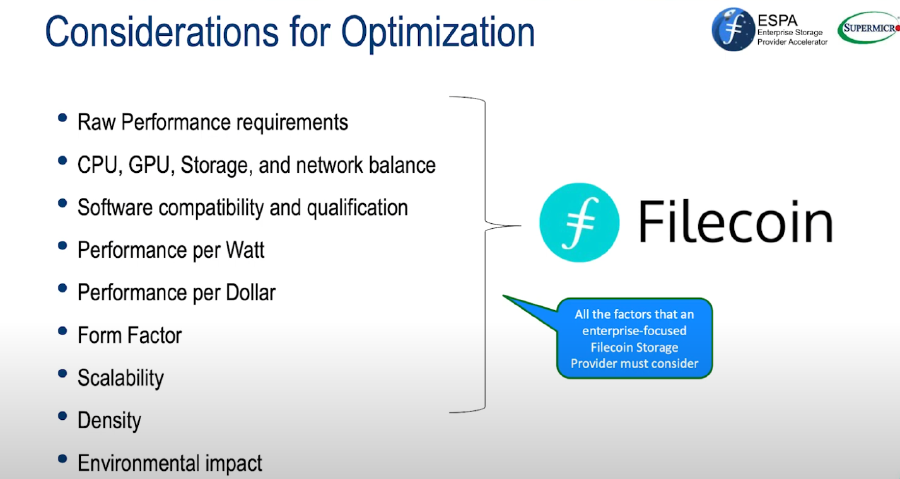 Considerations for Optimization
ESPA
Enterprise Storage
Provider Accelerator
SUPERMICR
• Raw Performance requirements
• CPU, GPU, Storage, and network balance
• Software compatibility and qualification
• Performance per Watt
• Performance per Dollar
• Form Factor
• Scalability
• Density
• Environmental impact
Filecoin
All the factors that an
enterprise-focused
Filecoin Storage
Provider must consider